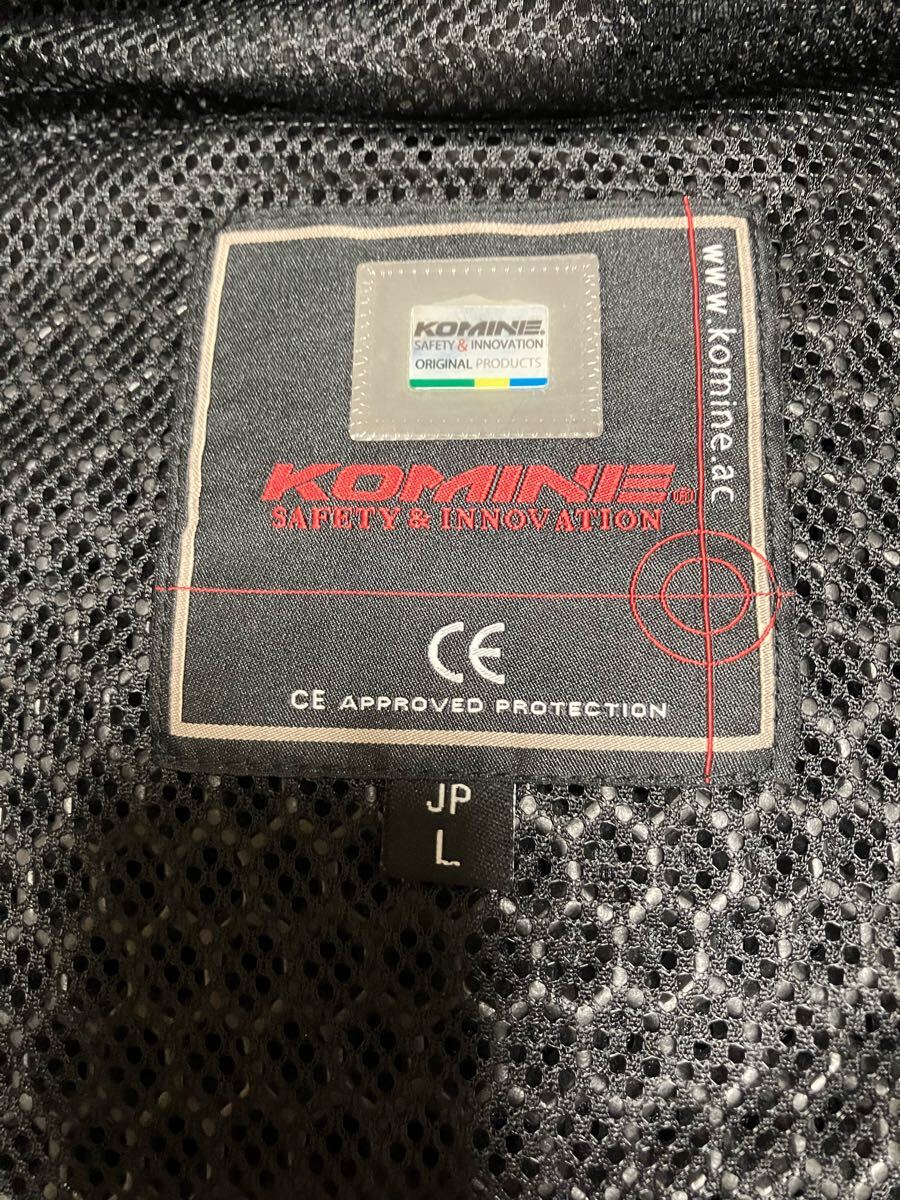 KOMINE
SAFETY & INNOVATION
ORIGINAL PRODUCTS
www.komine.ac
KOMINE®
SAFETY & INNOVATION
CE
CE APPROVED PROTECTION
JP
L